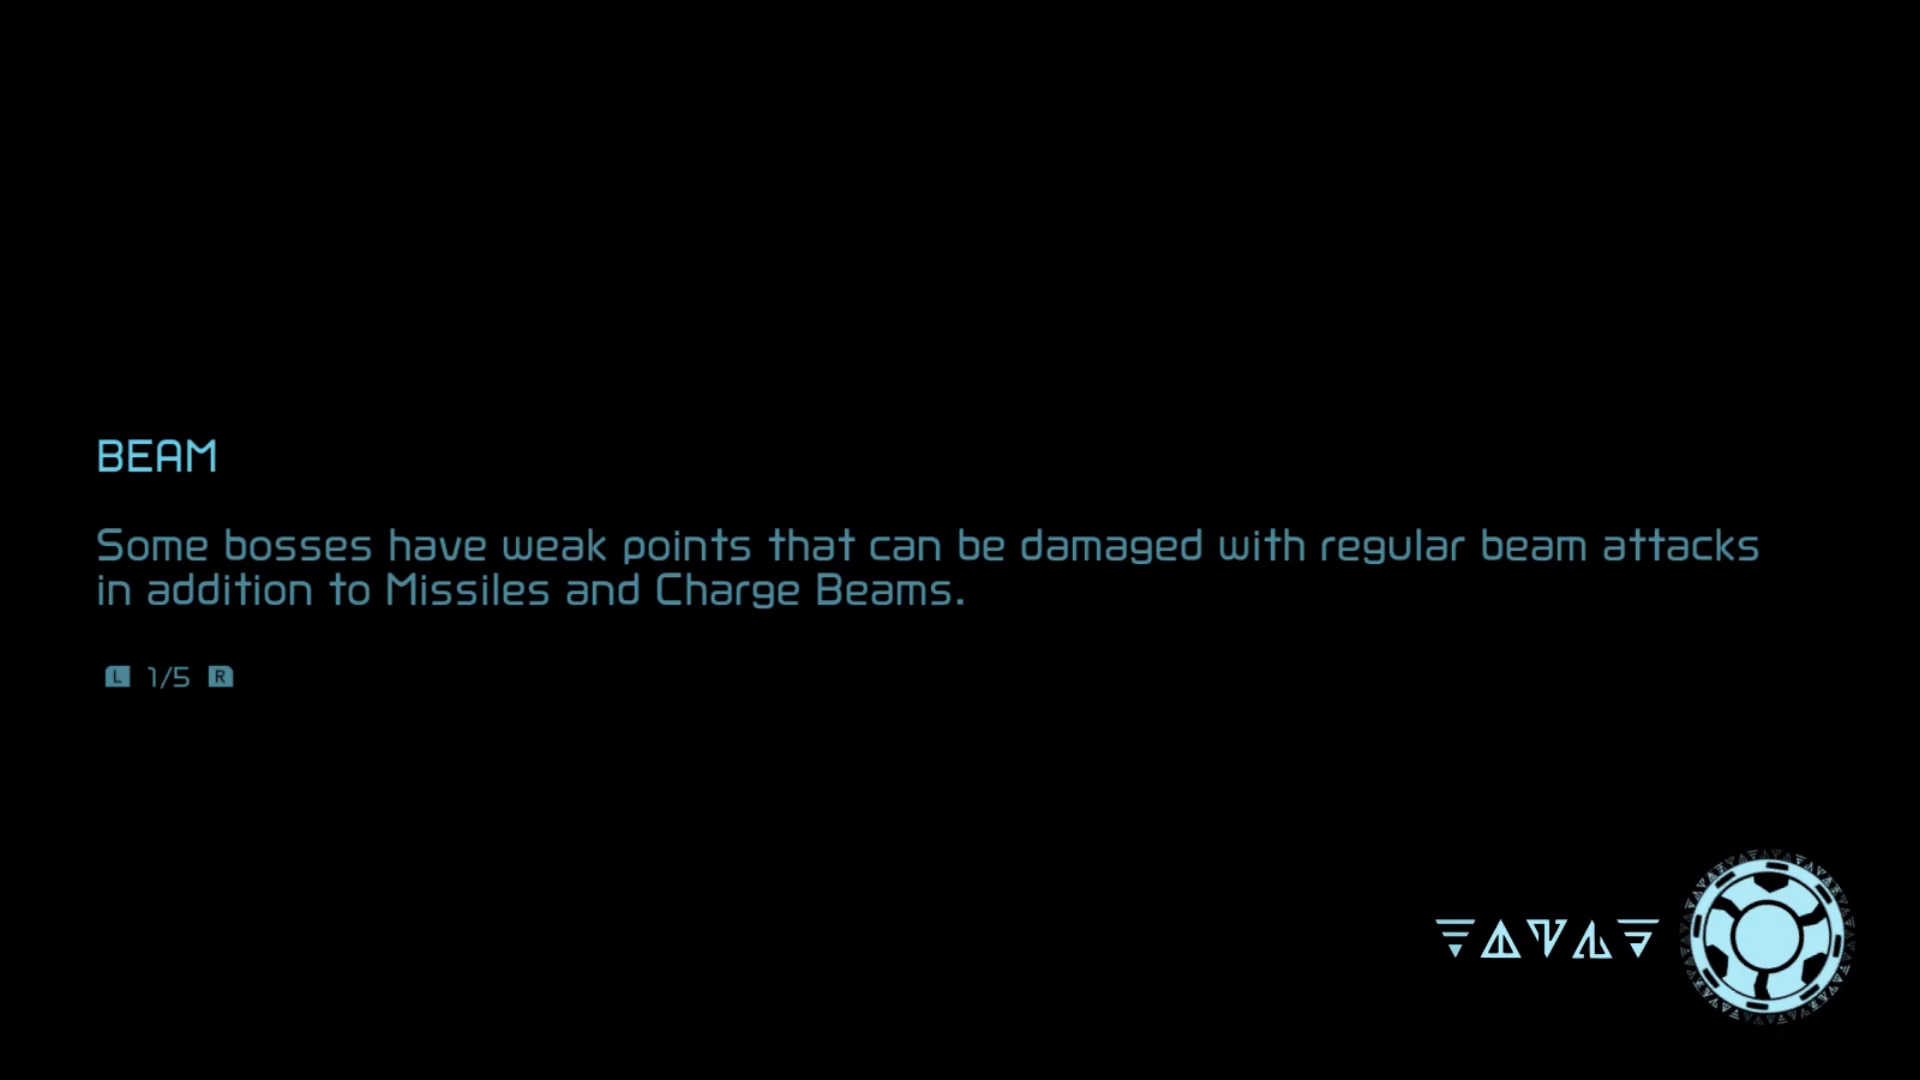 BEAM
Some bosses have weak points that can be damaged with regular beam attacks
in addition to Missiles and Charge Beams.
L 1/5 R